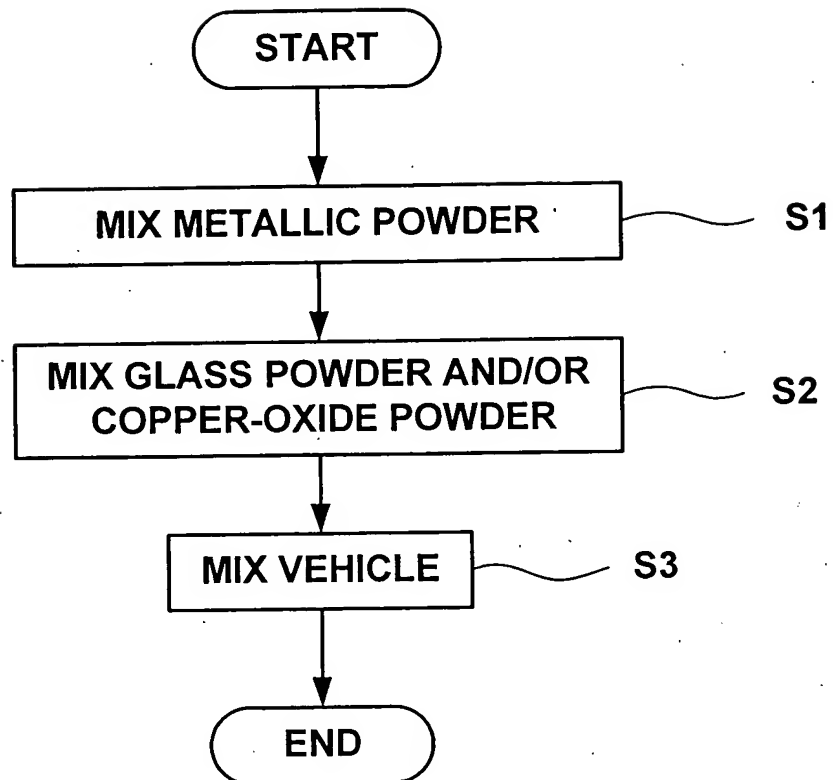 START
MIX METALLIC POWDER
S1
MIX GLASS POWDER AND/OR
COPPER-OXIDE POWDER
S2
MIX VEHICLE
S3
END